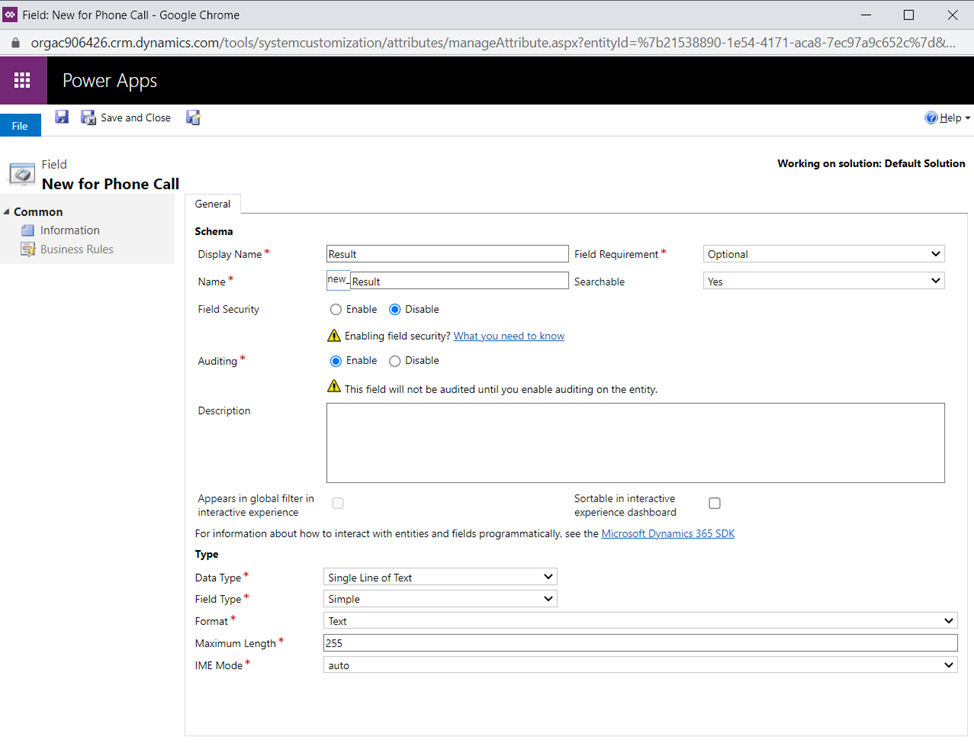 Field: New for Phone Call - Google Chrome
orgac906426.crm.dynamics.com/tools/systemcustomization/attributes/manageAttribute.aspx?entityId=%7b21538890-1e54-4171-aca8-7ec97a9c652c%7d&...
Power Apps
File
Save and Close
Help
Field
New for Phone Call
Working on solution: Default Solution
Common
Information
Business Rules
General
Schema
Display Name * Result Field Requirement * Optional
Name * new_ Result Searchable Yes
Field Security Enable Disable
Enabling field security? What you need to know
Auditing * Enable Disable
This field will not be audited until you enable auditing on the entity.
Description
Appears in global filter in
interactive experience
Sortable in interactive
experience dashboard
For information about how to interact with entities and fields programmatically, see the Microsoft Dynamics 365 SDK
Type
Data Type * Single Line of Text
Field Type * Simple
Format * Text
Maximum Length * 255
IME Mode * auto